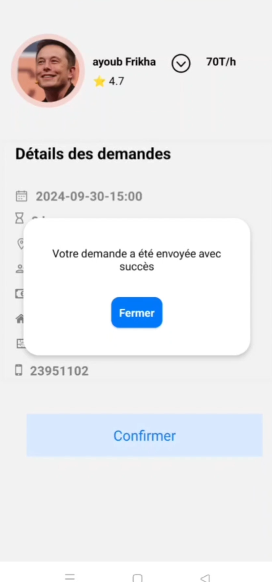 ayoub Frikha
70T/h
4.7
Détails des demandes
2024-09-30-15:00
Votre demande a été envoyée avec
succès
Fermer
23951102
Confirmer